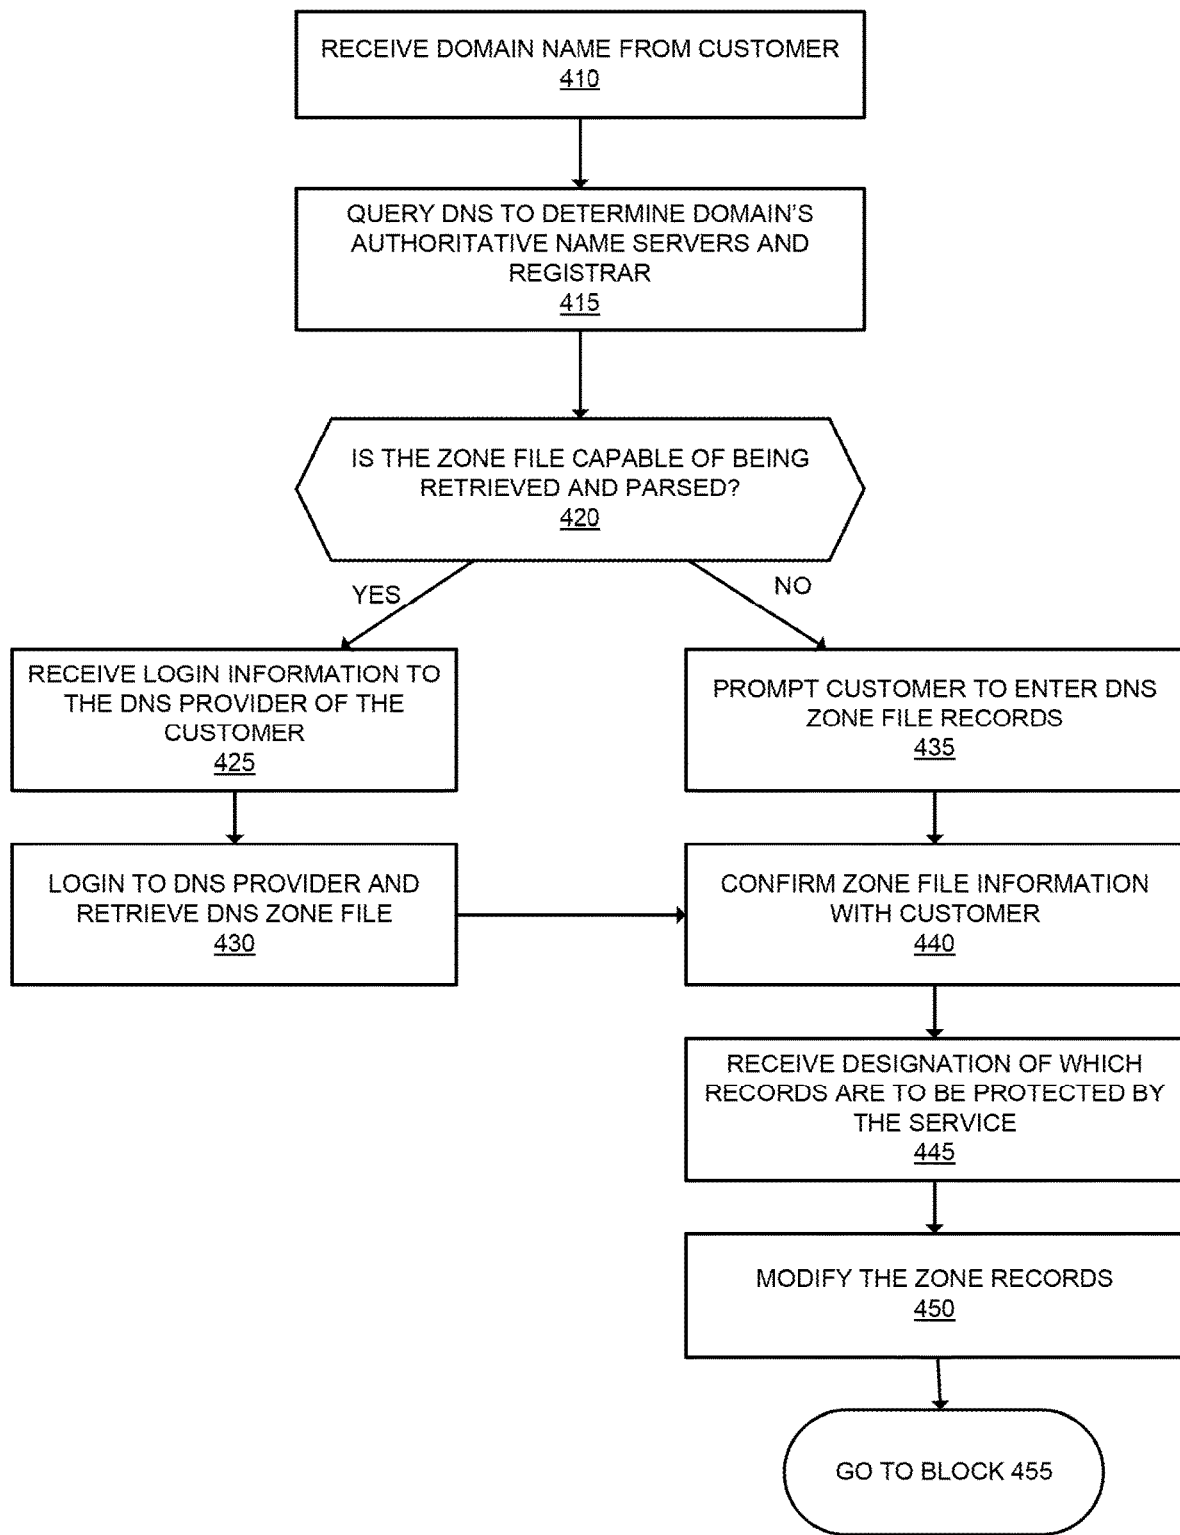 RECEIVE DOMAIN NAME FROM CUSTOMER
410
QUERY DNS TO DETERMINE DOMAIN'S
AUTHORITATIVE NAME SERVERS AND
REGISTRAR
415
IS THE ZONE FILE CAPABLE OF BEING
RETRIEVED AND PARSED?
420
YES
NO
RECEIVE LOGIN INFORMATION TO
THE DNS PROVIDER OF THE
CUSTOMER
425
PROMPT CUSTOMER TO ENTER DNS
ZONE FILE RECORDS
435
LOGIN TO DNS PROVIDER AND
RETRIEVE DNS ZONE FILE
430
CONFIRM ZONE FILE INFORMATION
WITH CUSTOMER
440
RECEIVE DESIGNATION OF WHICH
RECORDS ARE TO BE PROTECTED BY
THE SERVICE
445
MODIFY THE ZONE RECORDS
450
GO TO BLOCK 455